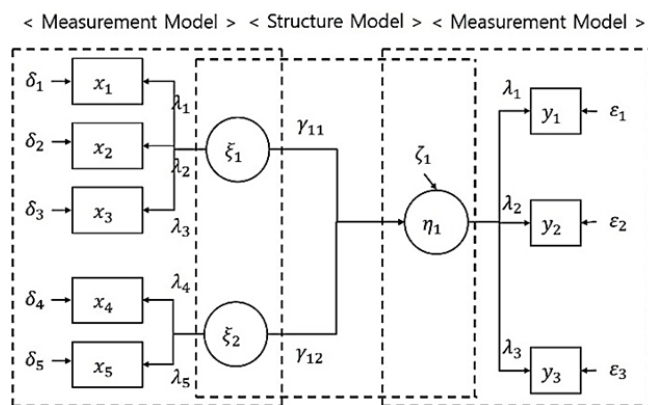 < Measurement Model > < Structure Model > < Measurement Model >
δ₁ x₁ λ₁
δ₂ x₂ λ₂ ξ₁ γ₁₁
δ₃ x₃ λ₃
δ₄ x₄ λ₄
δ₅ x₅ λ₅ ξ₂ γ₁₂
ζ₁
η₁
λ₁ y₁ ε₁
λ₂ y₂ ε₂
λ₃ y₃ ε₃